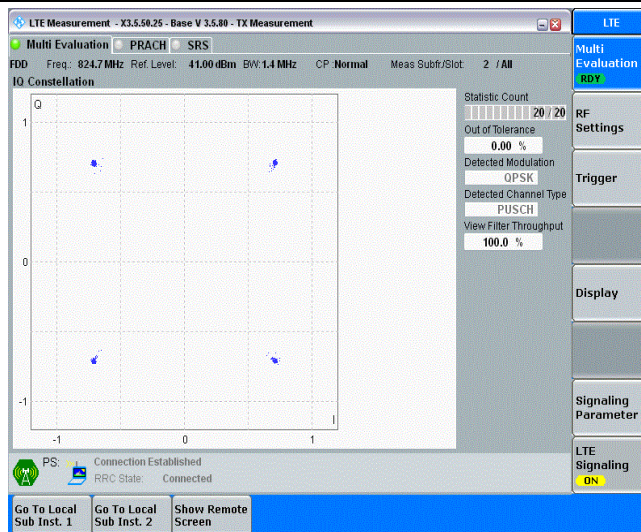 LTE Measurement - X3.5.50.25 - Base V 3.5.80 - TX Measurement
LTE
Multi Evaluation PRACH SRS
Multi
Evaluation
RDY
FDD Freq.: 824.7 MHz Ref. Level: 41.00 dBm BW: 1.4 MHz CP : Normal Meas Subfr./Slot: 2 / All
IQ Constellation
Q
1
0
-1
-1 0 1
I
Statistic Count
20 / 20
Out of Tolerance
0.00 %
Detected Modulation
QPSK
Detected Channel Type
PUSCH
View Filter Throughput
100.0 %
RF
Settings
Trigger
Display
Signaling
Parameter
LTE
Signaling
ON
PS: Connection Established
RRC State: Connected
Go To Local
Sub Inst. 1
Go To Local
Sub Inst. 2
Show Remote
Screen